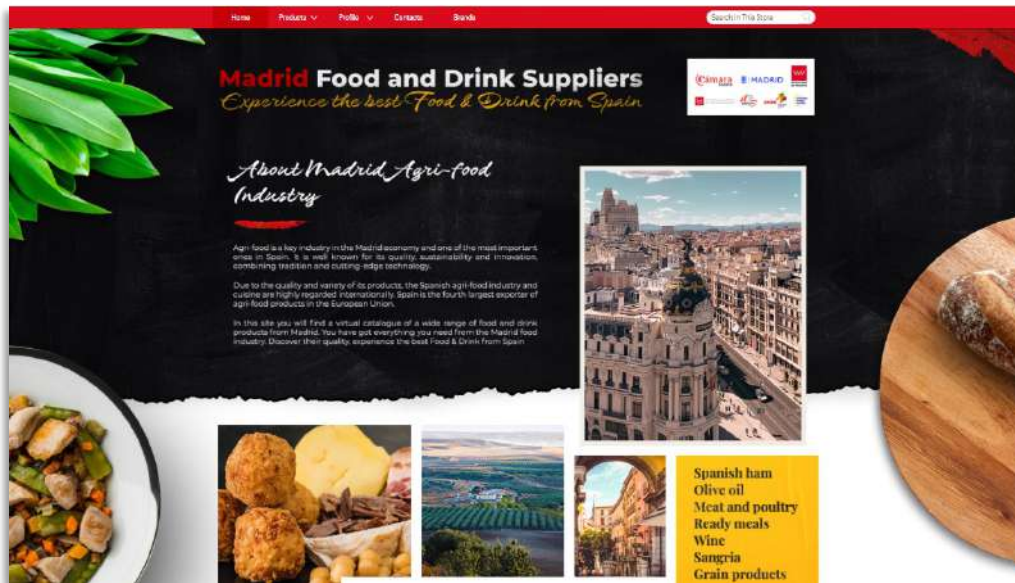 Home Products Profile Contacts Brands Search In This Store
Madrid Food and Drink Suppliers
Experience the best Food & Drink from Spain
Cámara MADRID
About Madrid Agri-food
Industry
Agri-food is a key industry in the Madrid economy and one of the most important
ones in Spain. It is well known for its quality, sustainability and innovation,
combining tradition and cutting-edge technology.
Due to the quality and variety of its products, the Spanish agri-food industry and
cuisine are highly regarded internationally. Spain is the fourth largest exporter of
agri-food products in the European Union.
In this site you will find a virtual catalogue of a wide range of food and drink
products from Madrid. You have got everything you need from the Madrid food
industry. Discover their quality, experience the best Food & Drink from Spain
Spanish ham
Olive oil
Meat and poultry
Ready meals
Wine
Sangria
Grain products